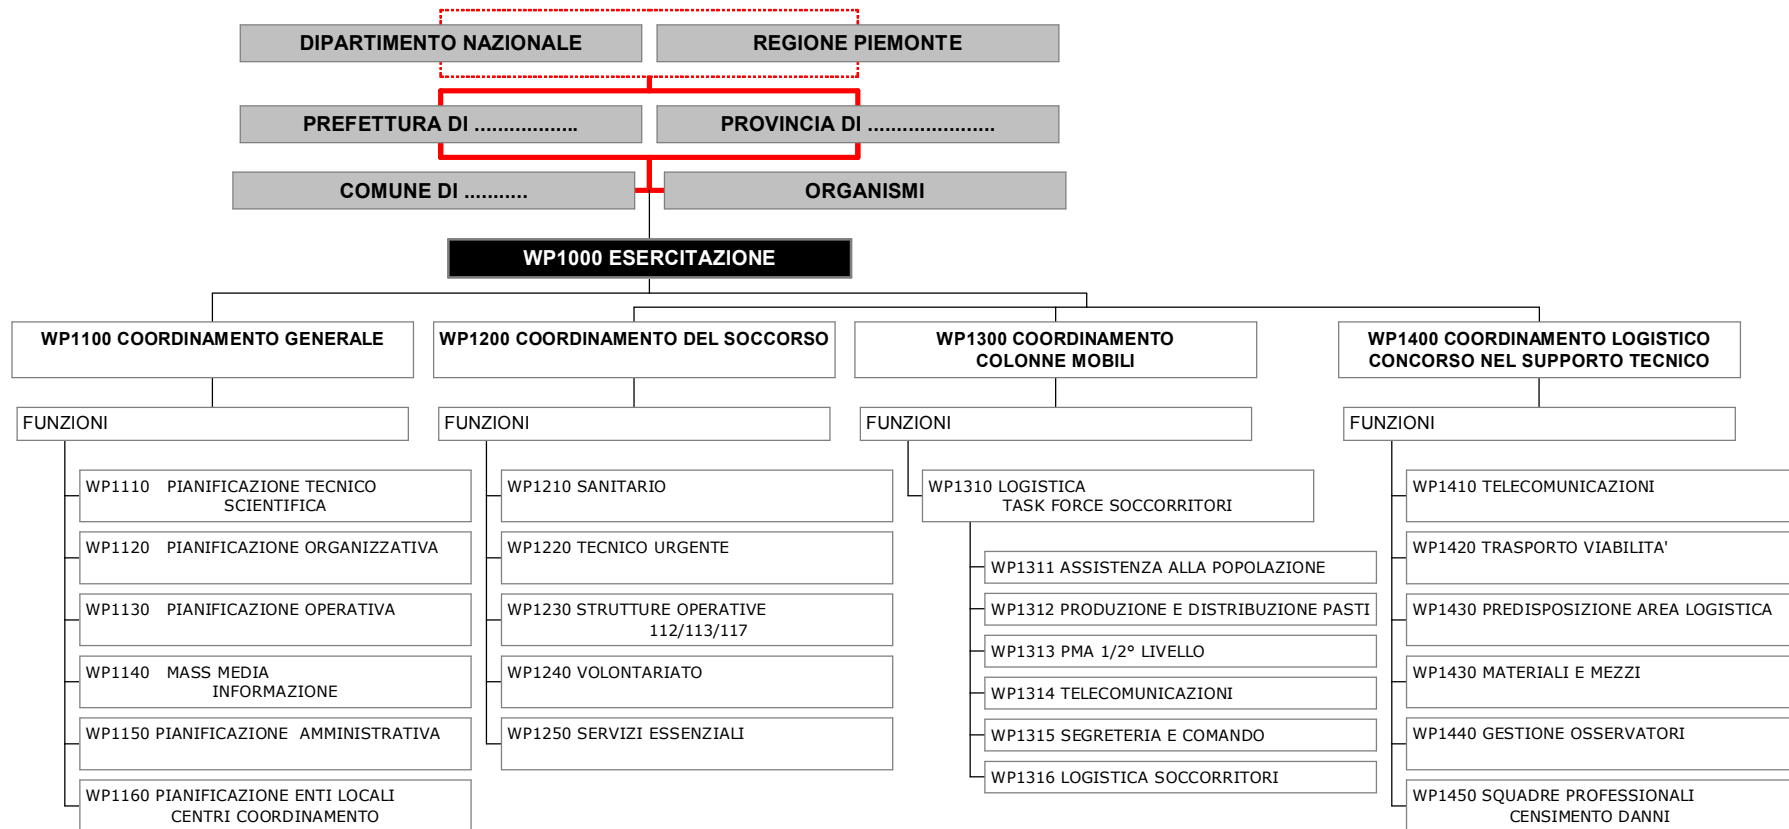 DIPARTIMENTO NAZIONALE
REGIONE PIEMONTE
PREFETTURA DI ..................
PROVINCIA DI ......................
COMUNE DI ...........
ORGANISMI
WP1000 ESERCITAZIONE
WP1100 COORDINAMENTO GENERALE
FUNZIONI
WP1110 PIANIFICAZIONE TECNICO
SCIENTIFICA
WP1120 PIANIFICAZIONE ORGANIZZATIVA
WP1130 PIANIFICAZIONE OPERATIVA
WP1140 MASS MEDIA
INFORMAZIONE
WP1150 PIANIFICAZIONE AMMINISTRATIVA
WP1160 PIANIFICAZIONE ENTI LOCALI
CENTRI COORDINAMENTO
WP1200 COORDINAMENTO DEL SOCCORSO
FUNZIONI
WP1210 SANITARIO
WP1220 TECNICO URGENTE
WP1230 STRUTTURE OPERATIVE
112/113/117
WP1240 VOLONTARIATO
WP1250 SERVIZI ESSENZIALI
WP1300 COORDINAMENTO
COLONNE MOBILI
FUNZIONI
WP1310 LOGISTICA
TASK FORCE SOCCORRITORI
WP1311 ASSISTENZA ALLA POPOLAZIONE
WP1312 PRODUZIONE E DISTRIBUZIONE PASTI
WP1313 PMA 1/2° LIVELLO
WP1314 TELECOMUNICAZIONI
WP1315 SEGRETERIA E COMANDO
WP1316 LOGISTICA SOCCORRITORI
WP1400 COORDINAMENTO LOGISTICO
CONCORSO NEL SUPPORTO TECNICO
FUNZIONI
WP1410 TELECOMUNICAZIONI
WP1420 TRASPORTO VIABILITA'
WP1430 PREDISPOSIZIONE AREA LOGISTICA
WP1430 MATERIALI E MEZZI
WP1440 GESTIONE OSSERVATORI
WP1450 SQUADRE PROFESSIONALI
CENSIMENTO DANNI